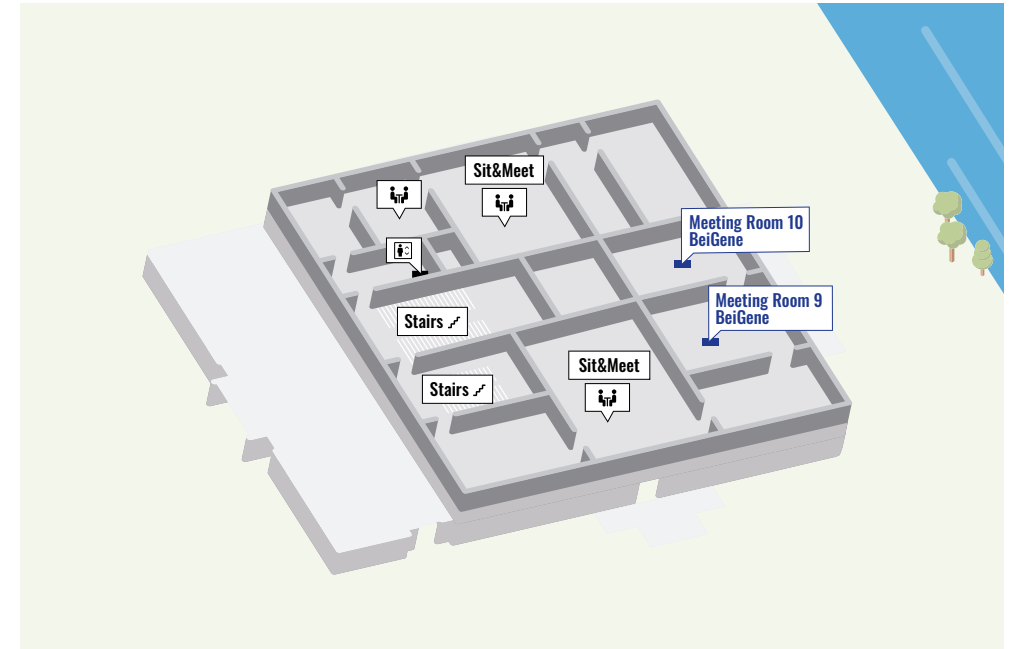 Sit&Meet
Meeting Room 10
BeiGene
Meeting Room 9
BeiGene
Stairs
Sit&Meet
Stairs